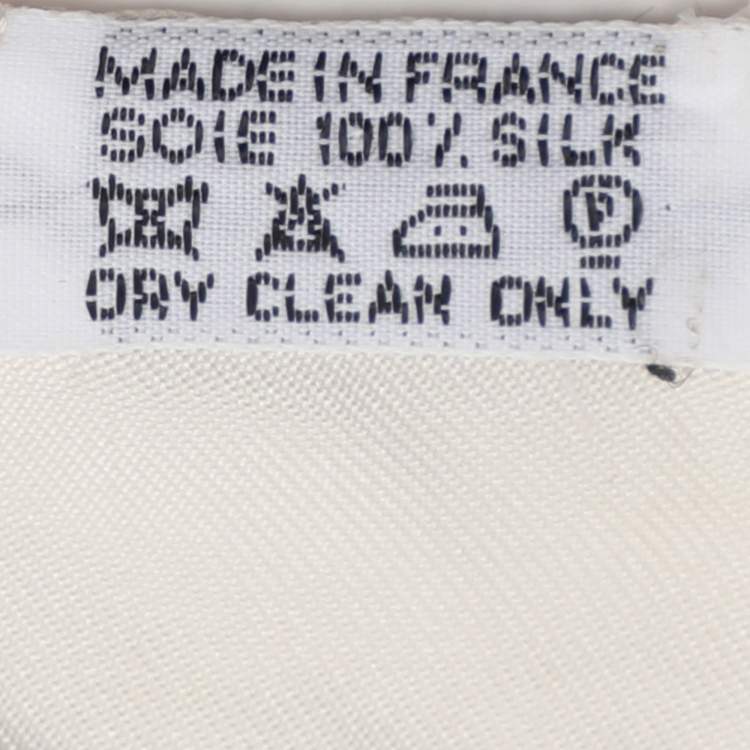 MADE IN FRANCE
SOIE 100% SILK
P
DRY CLEAN ONLY